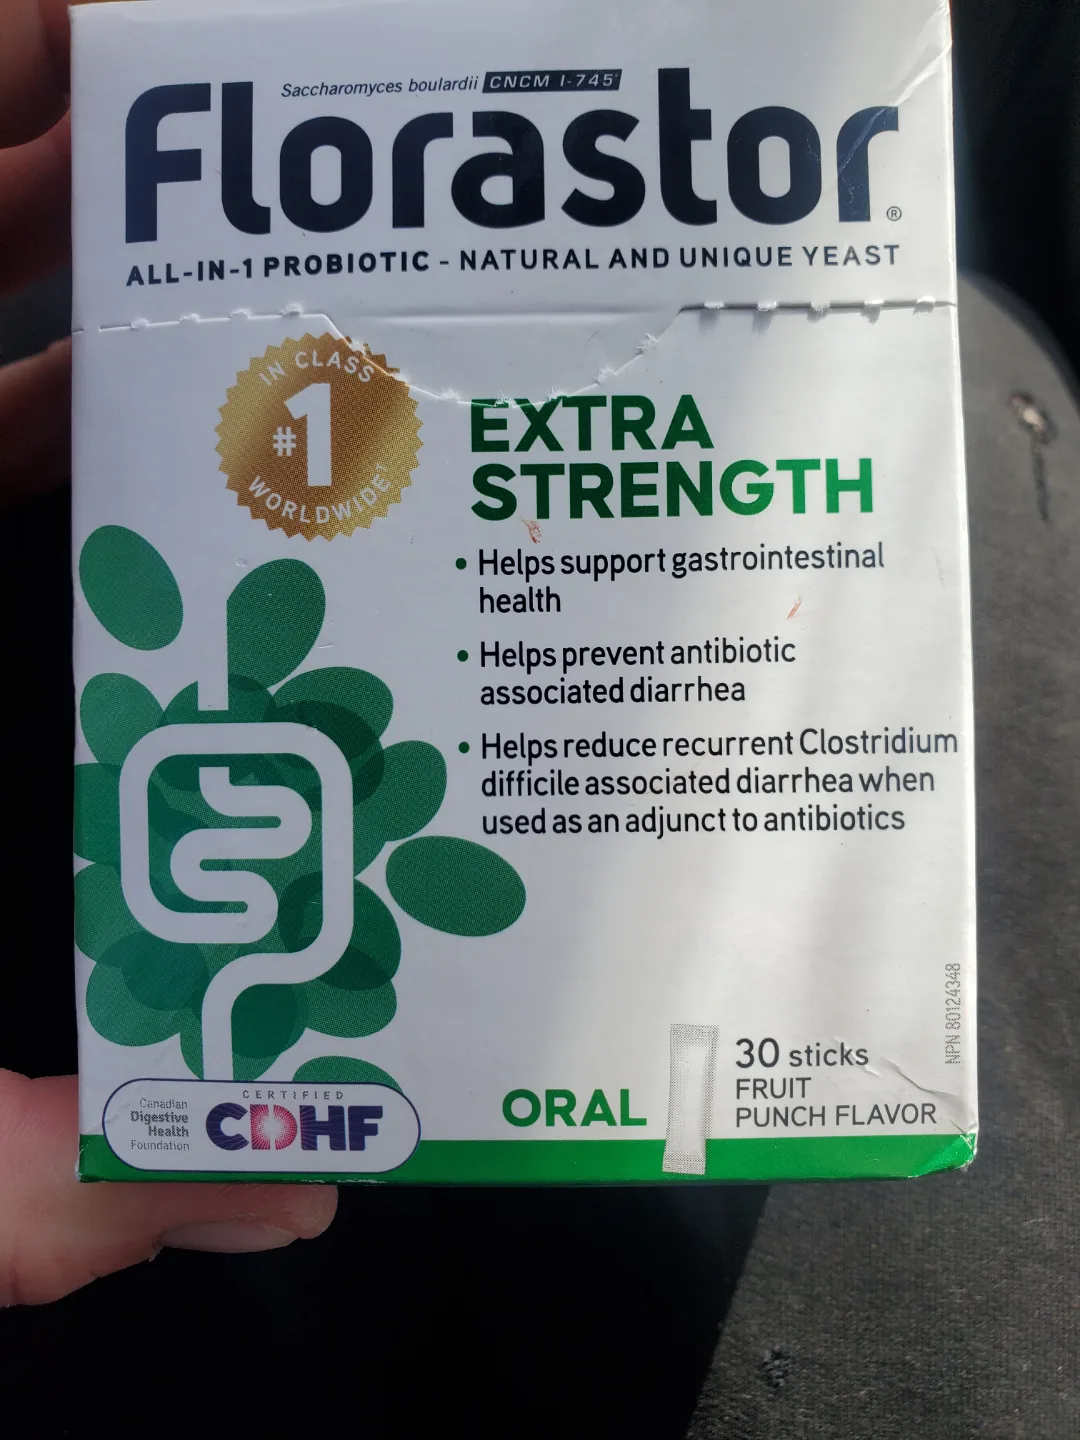 Saccharomyces boulardii CNCM I-745®
Florastor®
ALL-IN-1 PROBIOTIC - NATURAL AND UNIQUE YEAST
IN CLASS
#1
WORLDWIDE†
EXTRA
STRENGTH
• Helps support gastrointestinal
health
• Helps prevent antibiotic
associated diarrhea
• Helps reduce recurrent Clostridium
difficile associated diarrhea when
used as an adjunct to antibiotics
NPN 80124348
30 sticks
FRUIT
PUNCH FLAVOR
ORAL
Canadian
Digestive
Health
Foundation
CERTIFIED
CDHF